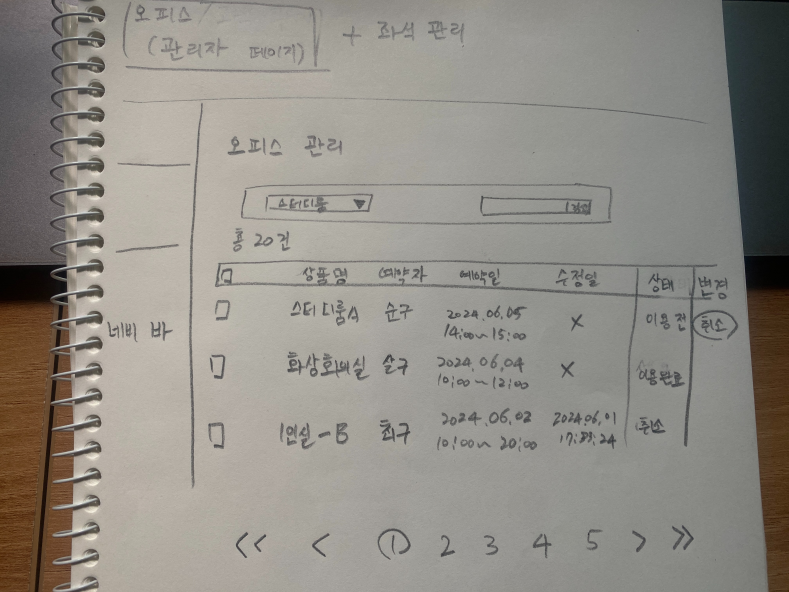 오피스
(관리자 페이지) + 좌석 관리
오피스 관리
스터디룸 ▼ 검색
총 20건
상품명 예약자 예약일 수정일 상태 변경
스터디룸A 순구 2024.06.05 X 이용 전 취소
14:00~15:00
네비 바
화상회의실 살구 2024.06.04 X 이용완료
10:00~12:00
1인실-B 최구 2024.06.02 2024.06.01 취소
10:00~20:00 17:23:24
<< < 1 2 3 4 5 > >>